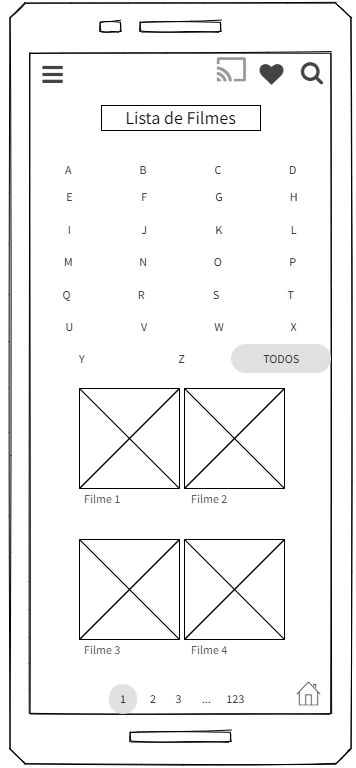 Lista de Filmes
A B C D
E F G H
I J K L
M N O P
Q R S T
U V W X
Y Z TODOS
Filme 1 Filme 2
Filme 3 Filme 4
1 2 3 ... 123